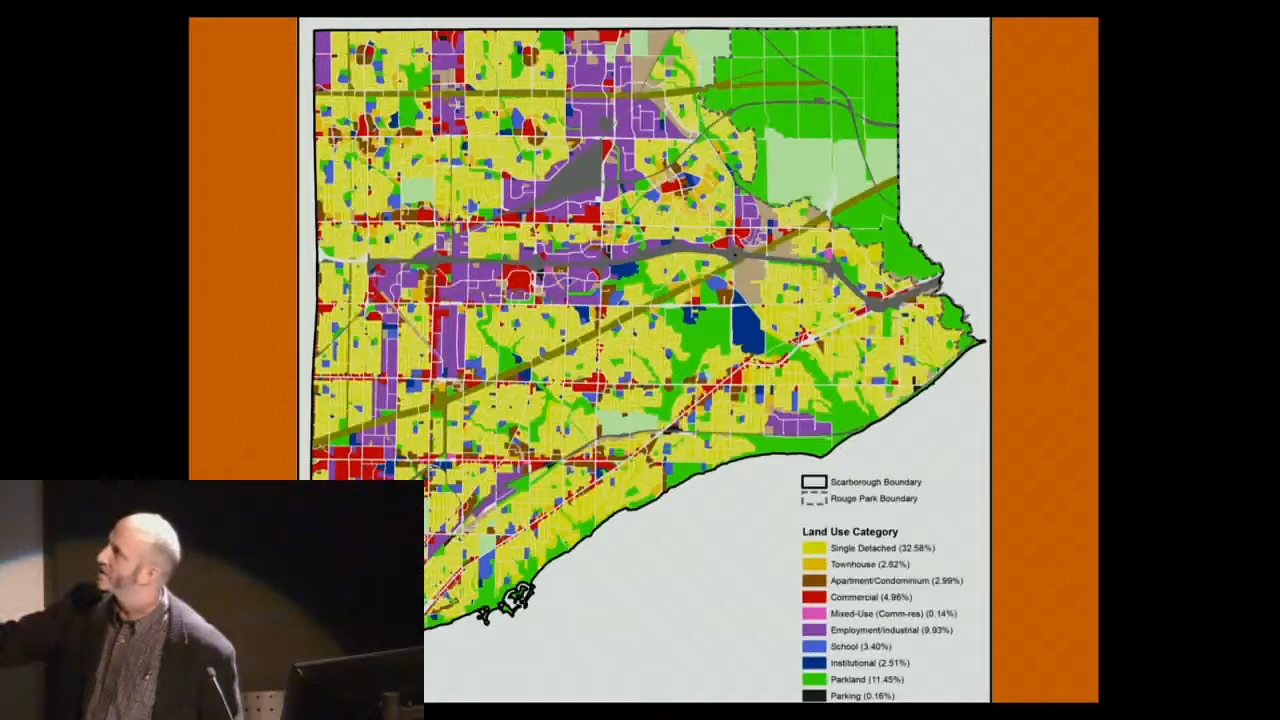 Scarborough Boundary
Rouge Park Boundary
Land Use Category
Single Detached (32.58%)
Townhouse (2.62%)
Apartment/Condominium (2.99%)
Commercial (4.96%)
Mixed-Use (Comm-res) (0.14%)
Employment/Industrial (9.93%)
School (3.40%)
Institutional (2.51%)
Parkland (11.45%)
Parking (0.16%)